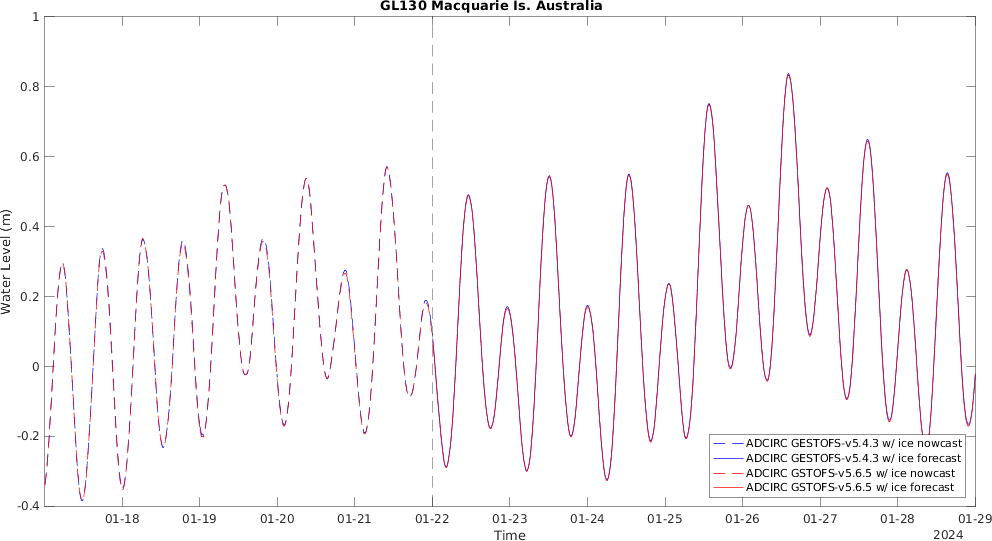 GL130 Macquarie Is. Australia
Water Level (m)
1
0.8
0.6
0.4
0.2
0
-0.2
-0.4
ADCIRC GESTOFS-v5.4.3 w/ ice nowcast
ADCIRC GESTOFS-v5.4.3 w/ ice forecast
ADCIRC GSTOFS-v5.6.5 w/ ice nowcast
ADCIRC GSTOFS-v5.6.5 w/ ice forecast
01-18 01-19 01-20 01-21 01-22 01-23 01-24 01-25 01-26 01-27 01-28 01-29
Time
2024